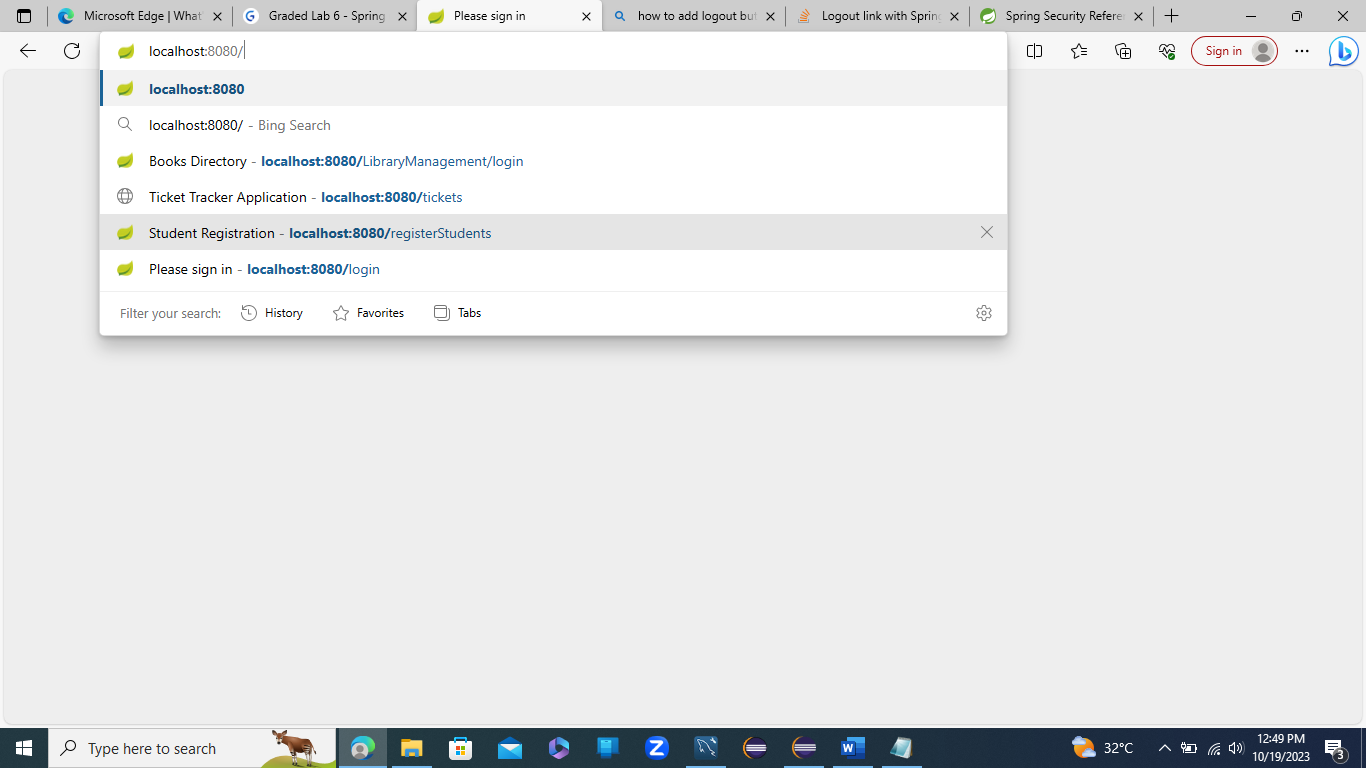 Microsoft Edge | What'
Graded Lab 6 - Spring
Please sign in
how to add logout bu
Logout link with Spring
Spring Security Refere
localhost:8080/
Sign in
localhost:8080
localhost:8080/ - Bing Search
Books Directory - localhost:8080/LibraryManagement/login
Ticket Tracker Application - localhost:8080/tickets
Student Registration - localhost:8080/registerStudents
Please sign in - localhost:8080/login
Filter your search:
History
Favorites
Tabs
Type here to search
32°C
12:49 PM
10/19/2023
3